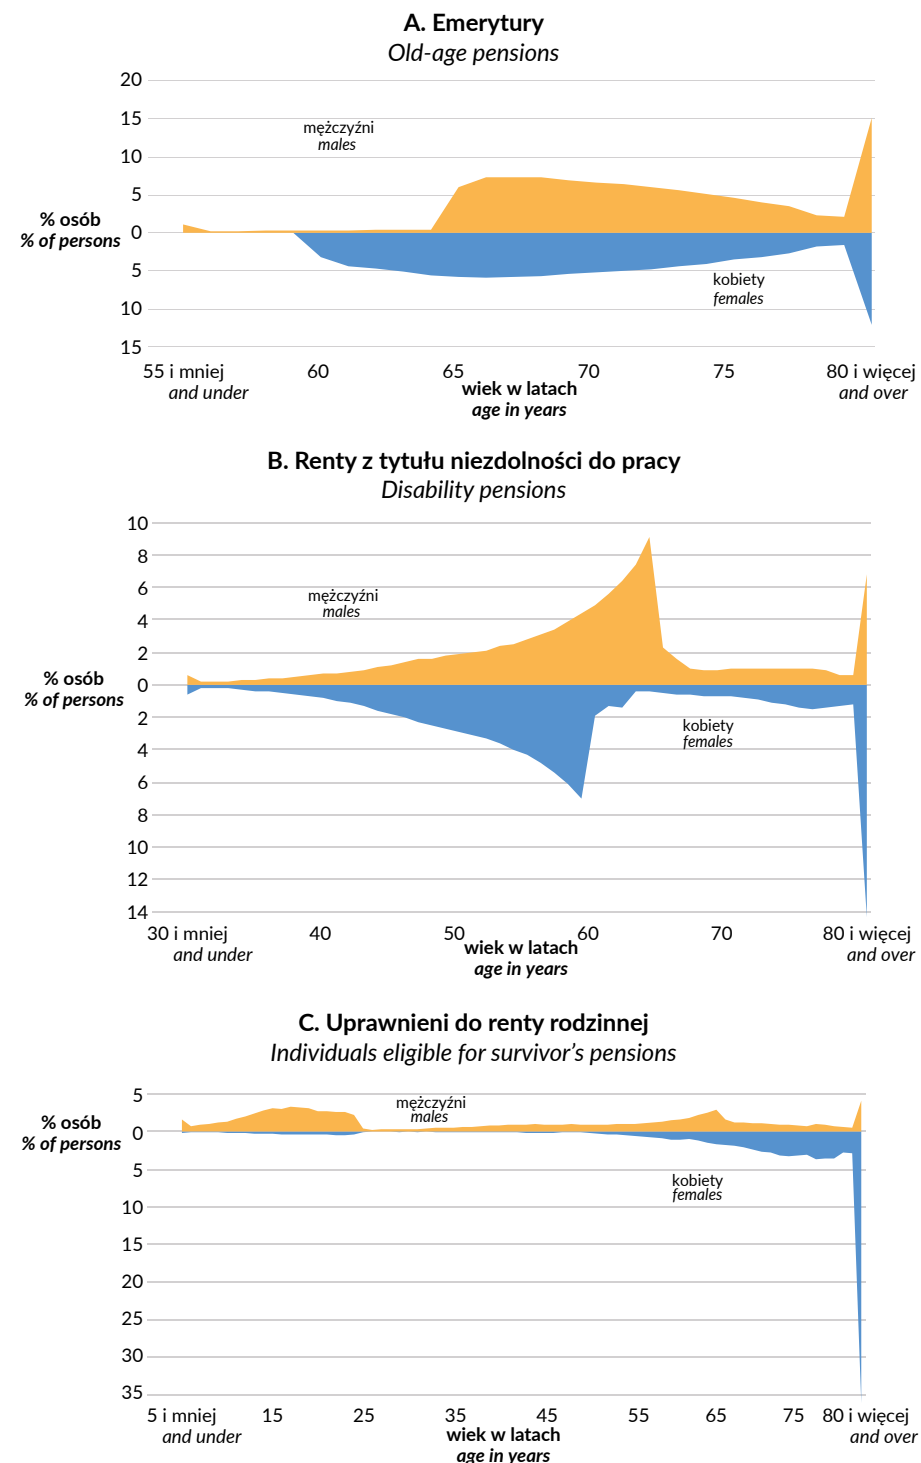 A. Emerytury
Old-age pensions
20
15
10
5
0
5
10
15
% osób
% of persons
mężczyźni
males
kobiety
females
55 i mniej 60 65 70 75 80 i więcej
and under and over
wiek w latach
age in years
B. Renty z tytułu niezdolności do pracy
Disability pensions
10
8
6
4
2
0
2
4
6
8
10
12
14
% osób
% of persons
mężczyźni
males
kobiety
females
30 i mniej 40 50 60 70 80 i więcej
and under and over
wiek w latach
age in years
C. Uprawnieni do renty rodzinnej
Individuals eligible for survivor’s pensions
5
0
5
10
15
20
25
30
35
% osób
% of persons
mężczyźni
males
kobiety
females
5 i mniej 15 25 35 45 55 65 75 80 i więcej
and under and over
wiek w latach
age in years